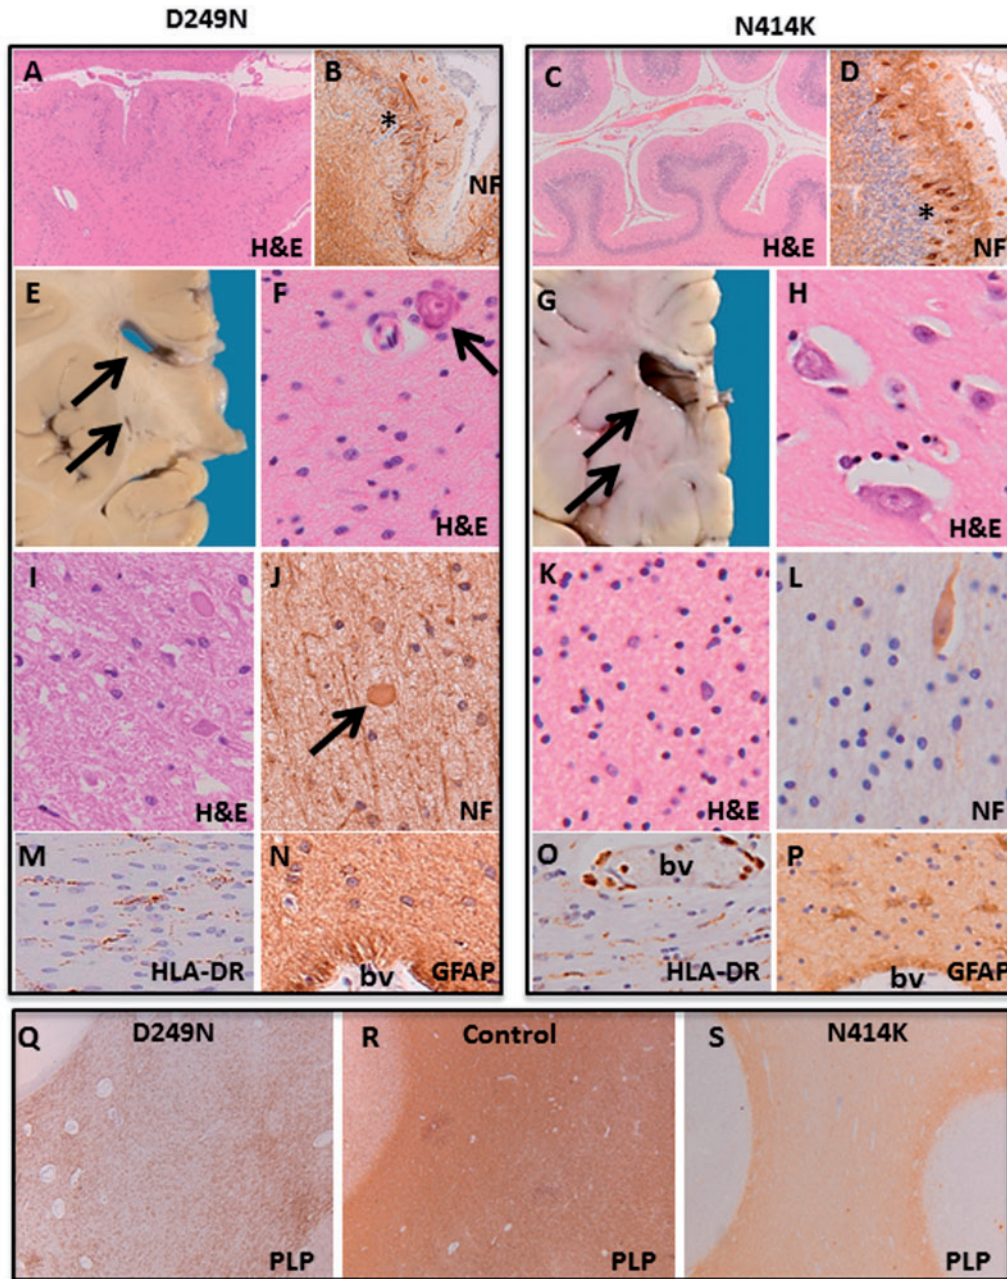 D249N
N414K
A
H&E
B
*
NF
C
H&E
D
*
NF
E
F
H&E
G
H
H&E
I
H&E
J
NF
K
H&E
L
NF
M
HLA-DR
N
bv
GFAP
O
bv
HLA-DR
P
bv
GFAP
Q
D249N
PLP
R
Control
PLP
S
N414K
PLP